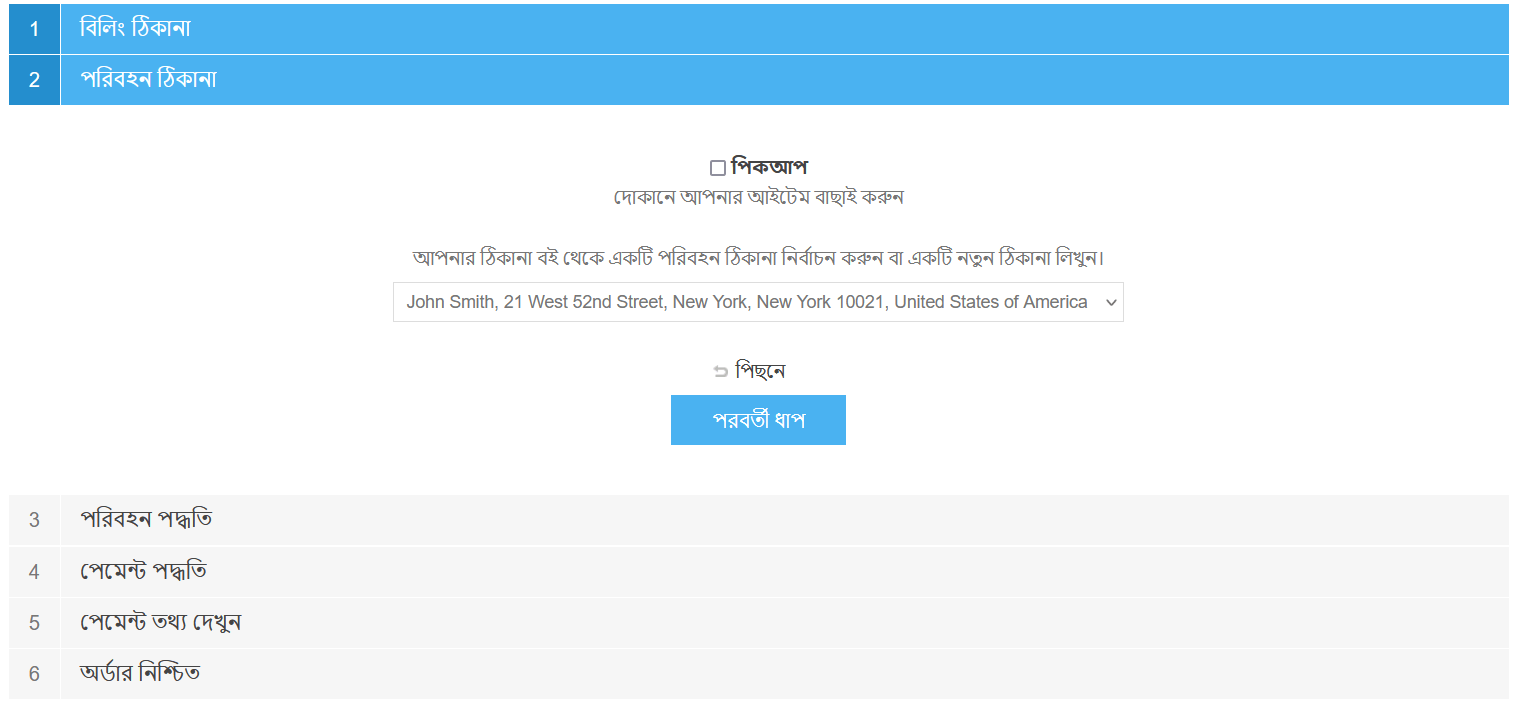 1 বিলিং ঠিকানা
2 পরিবহন ঠিকানা
পিকআপ
দোকানে আপনার আইটেম বাছাই করুন
আপনার ঠিকানা বই থেকে একটি পরিবহন ঠিকানা নির্বাচন করুন বা একটি নতুন ঠিকানা লিখুন।
John Smith, 21 West 52nd Street, New York, New York 10021, United States of America
পিছনে
পরবর্তী ধাপ
3 পরিবহন পদ্ধতি
4 পেমেন্ট পদ্ধতি
5 পেমেন্ট তথ্য দেখুন
6 অর্ডার নিশ্চিত